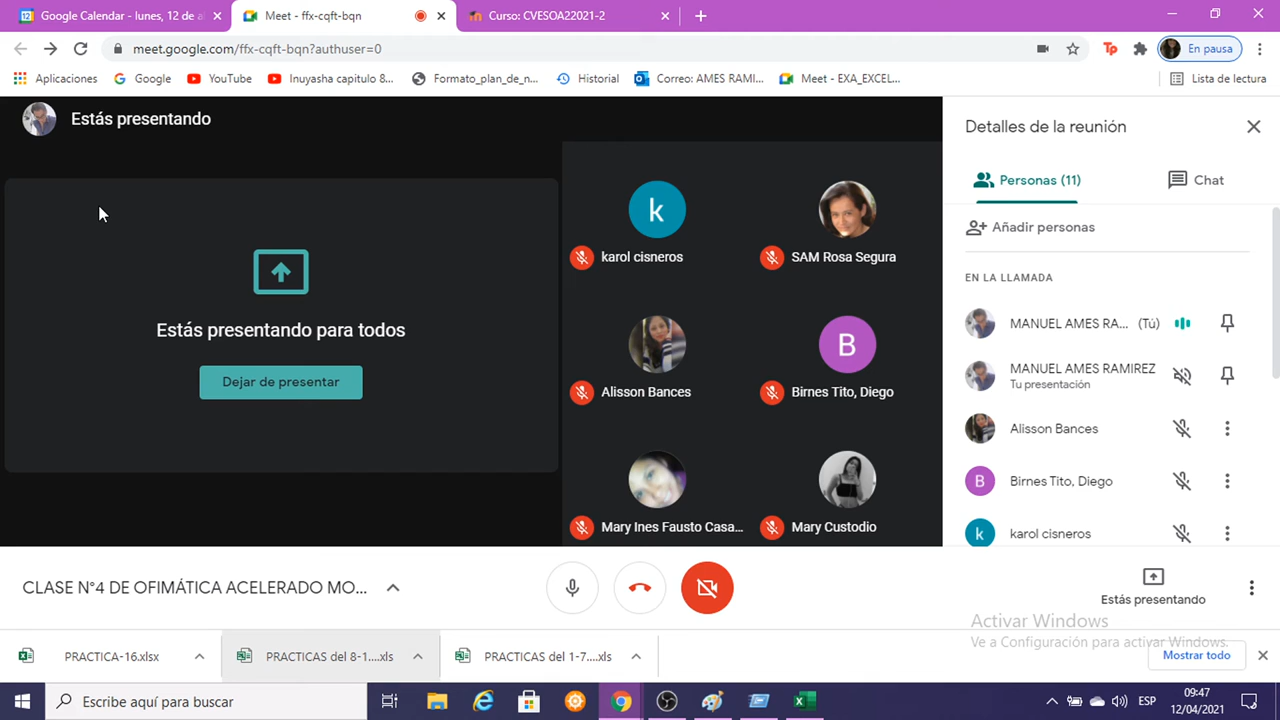 Google Calendar - lunes, 12 de a
Meet - ffx-cqft-bqn
Curso: CVESOA22021-2
meet.google.com/ffx-cqft-bqn?authuser=0
Tp
En pausa
Aplicaciones
Google
YouTube
Inuyasha capitulo 8...
Formato_plan_de_n...
Historial
Correo: AMES RAMI...
Meet - EXA_EXCEL...
Lista de lectura
Estás presentando
Estás presentando para todos
Dejar de presentar
k
karol cisneros
SAM Rosa Segura
Alisson Bances
B
Birnes Tito, Diego
Mary Ines Fausto Casa...
Mary Custodio
Detalles de la reunión
Personas (11)
Chat
Añadir personas
EN LA LLAMADA
MANUEL AMES RA... (Tú)
MANUEL AMES RAMIREZ
Tu presentación
Alisson Bances
B
Birnes Tito, Diego
k
karol cisneros
CLASE N°4 DE OFIMÁTICA ACELERADO MO...
Estás presentando
Activar Windows
Ve a Configuración para activar Windows.
PRACTICA-16.xlsx
PRACTICAS del 8-1....xls
PRACTICAS del 1-7....xls
Mostrar todo
Escribe aquí para buscar
ESP
09:47
12/04/2021